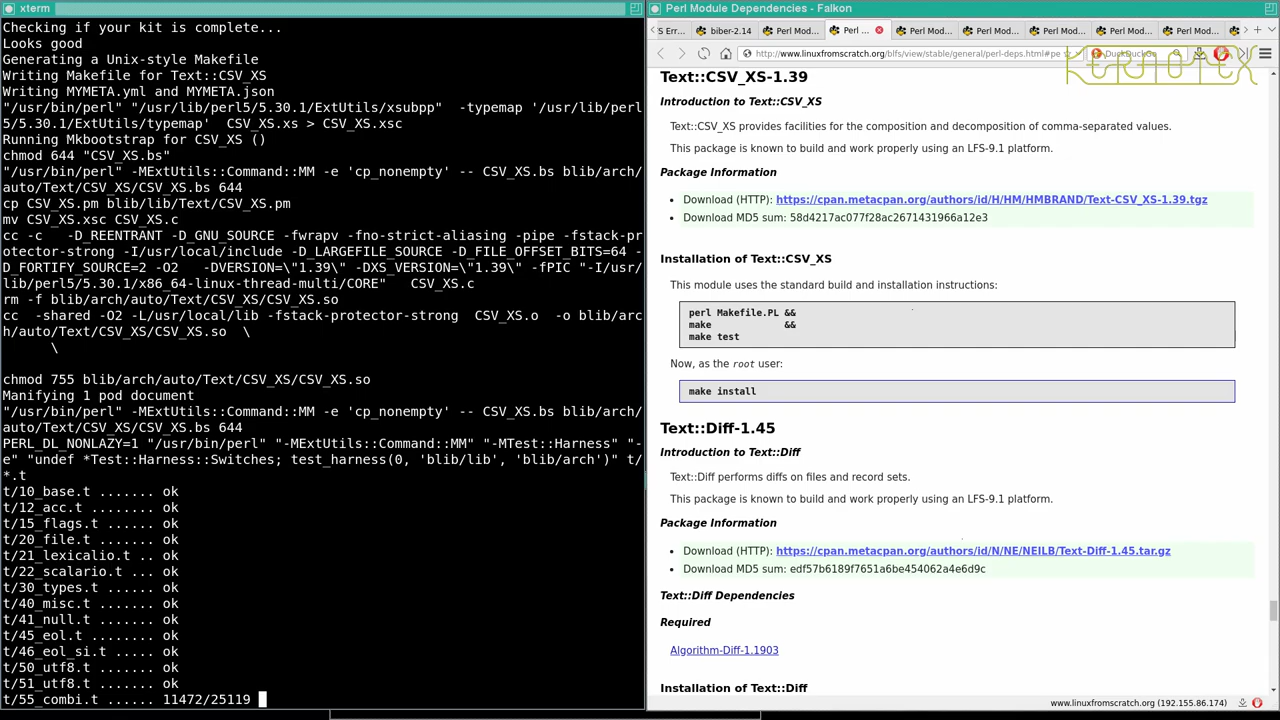 xterm
Checking if your kit is complete...
Looks good
Generating a Unix-style Makefile
Writing Makefile for Text::CSV_XS
Writing MYMETA.yml and MYMETA.json
"/usr/bin/perl" "/usr/lib/perl5/5.30.1/ExtUtils/xsubpp"  -typemap '/usr/lib/perl
5/5.30.1/ExtUtils/typemap'  CSV_XS.xs > CSV_XS.xsc
Running Mkbootstrap for CSV_XS ()
chmod 644 "CSV_XS.bs"
"/usr/bin/perl" -MExtUtils::Command::MM -e 'cp_nonempty' -- CSV_XS.bs blib/arch/
auto/Text/CSV_XS/CSV_XS.bs 644
cp CSV_XS.pm blib/lib/Text/CSV_XS.pm
mv CSV_XS.xsc CSV_XS.c
cc -c   -D_REENTRANT -D_GNU_SOURCE -fwrapv -fno-strict-aliasing -pipe -fstack-pr
otector-strong -I/usr/local/include -D_LARGEFILE_SOURCE -D_FILE_OFFSET_BITS=64 -
D_FORTIFY_SOURCE=2 -O2   -DVERSION=\"1.39\" -DXS_VERSION=\"1.39\" -fPIC "-I/usr/
lib/perl5/5.30.1/x86_64-linux-thread-multi/CORE"   CSV_XS.c
rm -f blib/arch/auto/Text/CSV_XS/CSV_XS.so
cc  -shared -O2 -L/usr/local/lib -fstack-protector-strong  CSV_XS.o  -o blib/arc
h/auto/Text/CSV_XS/CSV_XS.so  \
\
chmod 755 blib/arch/auto/Text/CSV_XS/CSV_XS.so
Manifying 1 pod document
"/usr/bin/perl" -MExtUtils::Command::MM -e 'cp_nonempty' -- CSV_XS.bs blib/arch/
auto/Text/CSV_XS/CSV_XS.bs 644
PERL_DL_NONLAZY=1 "/usr/bin/perl" "-MExtUtils::Command::MM" "-MTest::Harness" "-
e" "undef *Test::Harness::Switches; test_harness(0, 'blib/lib', 'blib/arch')" t/
*.t
t/10_base.t ....... ok
t/12_acc.t ........ ok
t/15_flags.t ...... ok
t/20_file.t ....... ok
t/21_lexicalio.t .. ok
t/22_scalario.t ... ok
t/30_types.t ...... ok
t/40_misc.t ....... ok
t/41_null.t ....... ok
t/45_eol.t ........ ok
t/46_eol_si.t ..... ok
t/50_utf8.t ....... ok
t/51_utf8.t ....... ok
t/55_combi.t ...... 11472/25119
Perl Module Dependencies - Falkon
S Erra... biber-2.14 Perl Mod... Perl ... Perl Mod... Perl Mod... Perl Mod... Perl Mod... Perl Mod...
http://www.linuxfromscratch.org/blfs/view/stable/general/perl-deps.html#pe DuckDuckGo
KERNOTEX
Text::CSV_XS-1.39
Introduction to Text::CSV_XS
Text::CSV_XS provides facilities for the composition and decomposition of comma-separated values.
This package is known to build and work properly using an LFS-9.1 platform.
Package Information
• Download (HTTP): https://cpan.metacpan.org/authors/id/H/HM/HMBRAND/Text-CSV_XS-1.39.tgz
• Download MD5 sum: 58d4217ac077f28ac2671431966a12e3
Installation of Text::CSV_XS
This module uses the standard build and installation instructions:
perl Makefile.PL &&
make             &&
make test
Now, as the root user:
make install
Text::Diff-1.45
Introduction to Text::Diff
Text::Diff performs diffs on files and record sets.
This package is known to build and work properly using an LFS-9.1 platform.
Package Information
• Download (HTTP): https://cpan.metacpan.org/authors/id/N/NE/NEILB/Text-Diff-1.45.tar.gz
• Download MD5 sum: edf57b6189f7651a6be454062a4e6d9c
Text::Diff Dependencies
Required
Algorithm-Diff-1.1903
Installation of Text::Diff
www.linuxfromscratch.org (192.155.86.174)